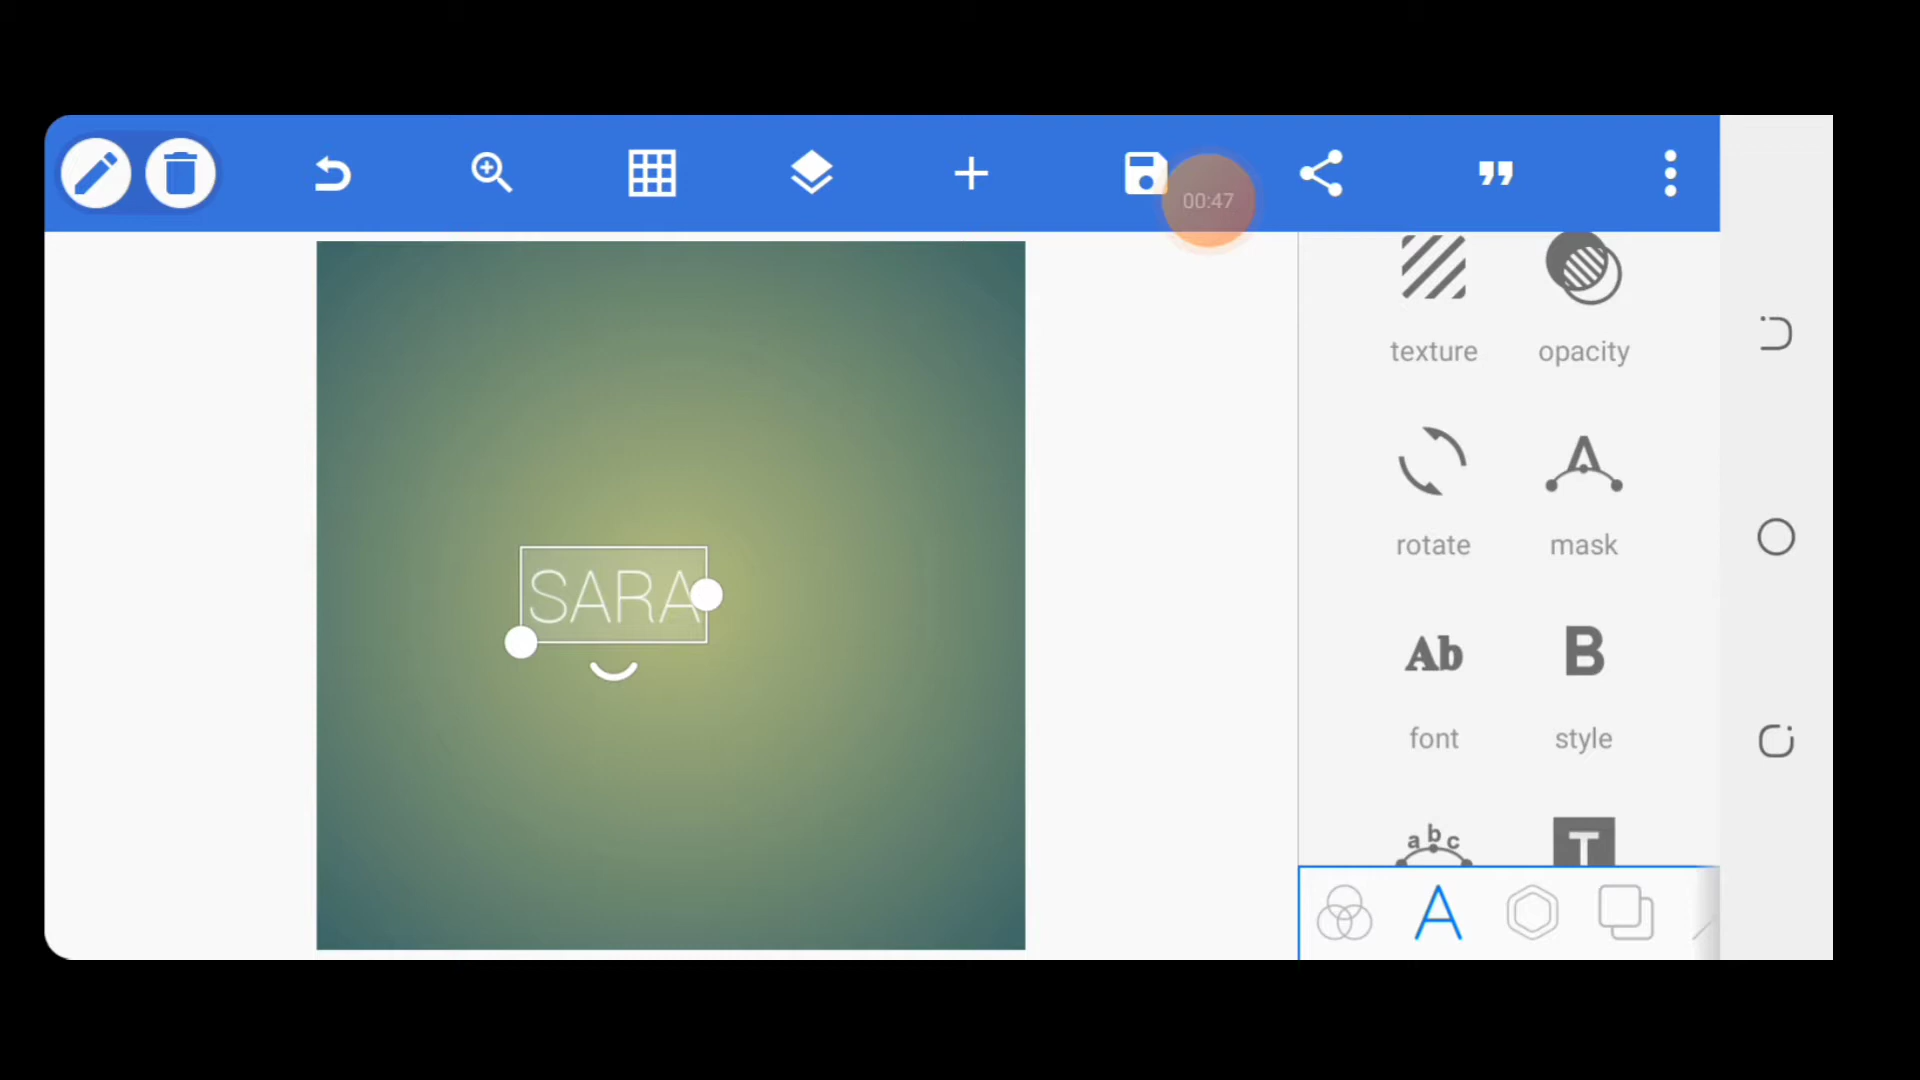 00:47
texture opacity
rotate mask
Ab B
font style
abc T
SARA
A